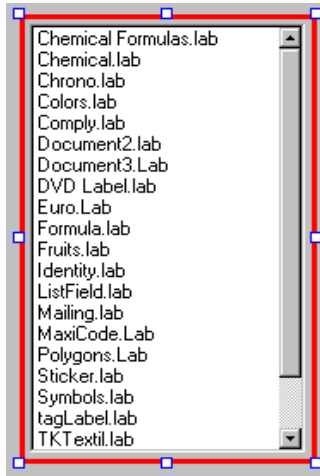 Chemical Formulas.lab
Chemical.lab
Chrono.lab
Colors.lab
Comply.lab
Document2.lab
Document3.Lab
DVD Label.lab
Euro.Lab
Formula.lab
Fruits.lab
Identity.lab
ListField.lab
Mailing.lab
MaxiCode.Lab
Polygons.Lab
Sticker.lab
Symbols.lab
tagLabel.lab
TKTextil.lab